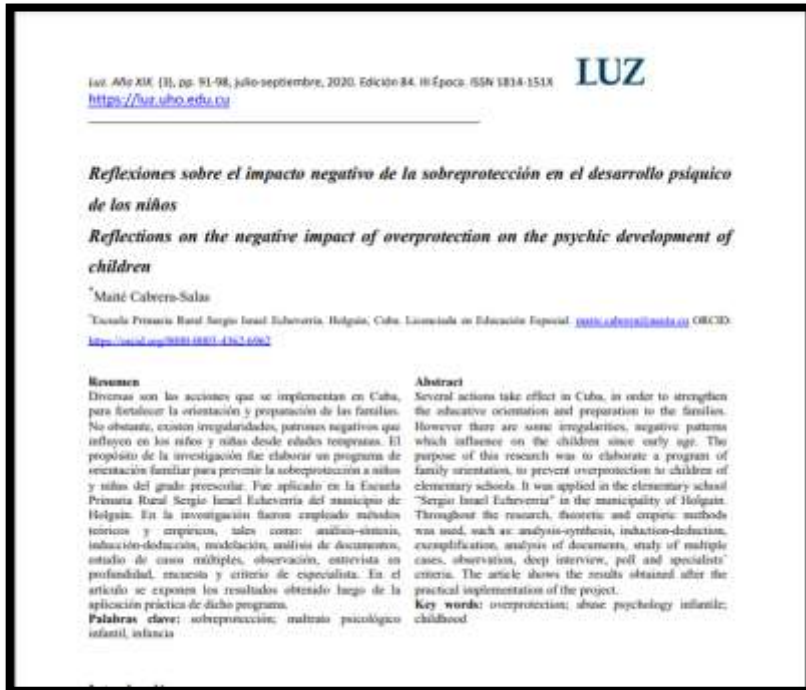 Luz. Año XIX (3), pp. 91-98, julio-septiembre, 2020. Edición 84. III Época. ISSN 1814-151X
LUZ
https://luz.uho.edu.cu
Reflexiones sobre el impacto negativo de la sobreprotección en el desarrollo psíquico
de los niños
Reflections on the negative impact of overprotection on the psychic development of
children
*Maité Cabrera-Salas
*Escuela Primaria Rural Sergio Israel Echeverría. Holguín, Cuba. Licenciada en Educación Especial. ORCID:
Resumen
Diversas son las acciones que se implementan en Cuba,
para fortalecer la orientación y preparación de las familias.
No obstante, existen irregularidades, patrones negativos que
influyen en los niños y niñas desde edades tempranas. El
propósito de la investigación fue elaborar un programa de
orientación familiar para prevenir la sobreprotección a niños
y niñas del grado preescolar. Fue aplicado en la Escuela
Primaria Rural Sergio Israel Echeverría del municipio de
Holguín. En la investigación fueron empleado métodos
teóricos y empíricos, tales como: análisis-síntesis,
inducción-deducción, modelación, análisis de documentos,
estudio de casos múltiples, observación, entrevista en
profundidad, encuesta y criterio de especialista. En el
artículo se exponen los resultados obtenido luego de la
aplicación práctica de dicho programa.
Palabras clave: sobreprotección; maltrato psicológico
infantil, infancia
Abstract
Several actions take effect in Cuba, in order to strengthen
the educative orientation and preparation to the families.
However there are some irregularities, negative patterns
which influence on the children since early age. The
purpose of this research was to elaborate a program of
family orientation, to prevent overprotection to children of
elementary schools. It was applied in the elementary school
"Sergio Israel Echeverría" in the municipality of Holguín.
Throughout the research, theoretic and empiric methods
was used, such as: analysis-synthesis, induction-deduction,
exemplification, analysis of documents, study of multiple
cases, observation, deep interview, poll and specialists'
criteria. The article shows the results obtained after the
practical implementation of the project.
Key words: overprotection; abuse psychology infantile;
childhood